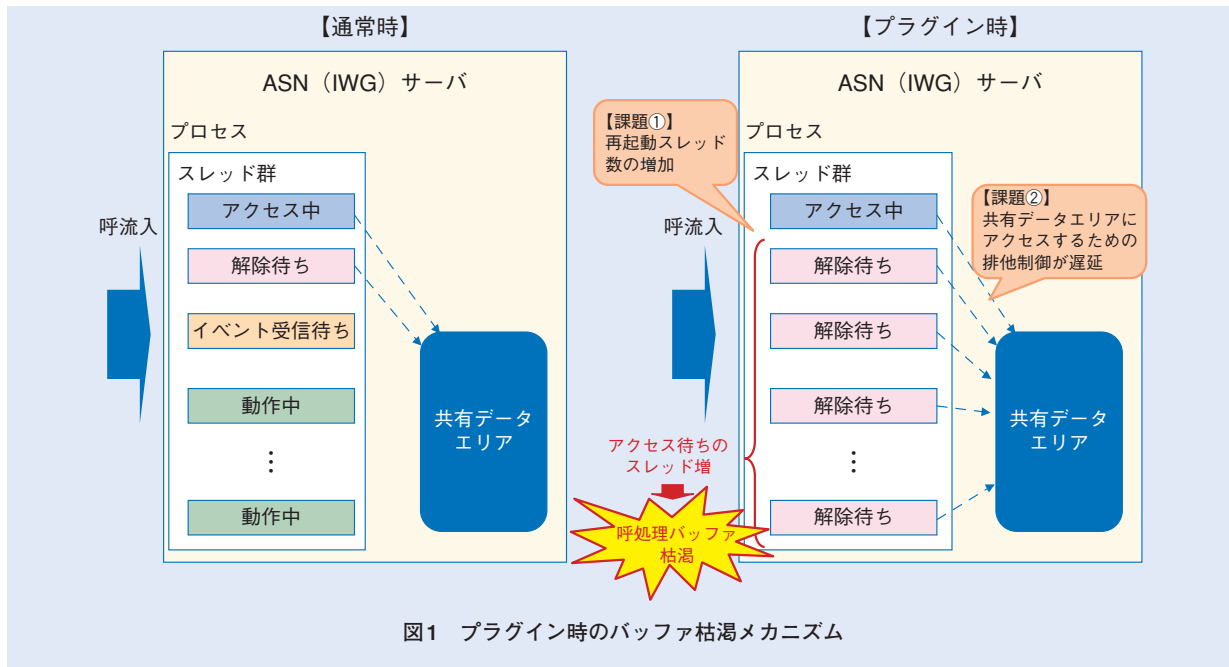 【通常時】
ASN（IWG）サーバ
プロセス
スレッド群
アクセス中
解除待ち
イベント受信待ち
動作中
⋮
動作中
呼流入
共有データ
エリア
【プラグイン時】
ASN（IWG）サーバ
【課題①】
再起動スレッド
数の増加
プロセス
スレッド群
アクセス中
解除待ち
解除待ち
解除待ち
⋮
解除待ち
【課題②】
共有データエリアに
アクセスするための
排他制御が遅延
呼流入
共有データ
エリア
アクセス待ちの
スレッド増
呼処理バッファ
枯渇
図1 プラグイン時のバッファ枯渇メカニズム